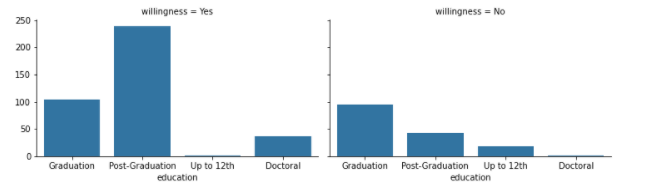 willingness = Yes
250
200
150
100
50
0
Graduation Post-Graduation Up to 12th Doctoral
education
willingness = No
Graduation Post-Graduation Up to 12th Doctoral
education